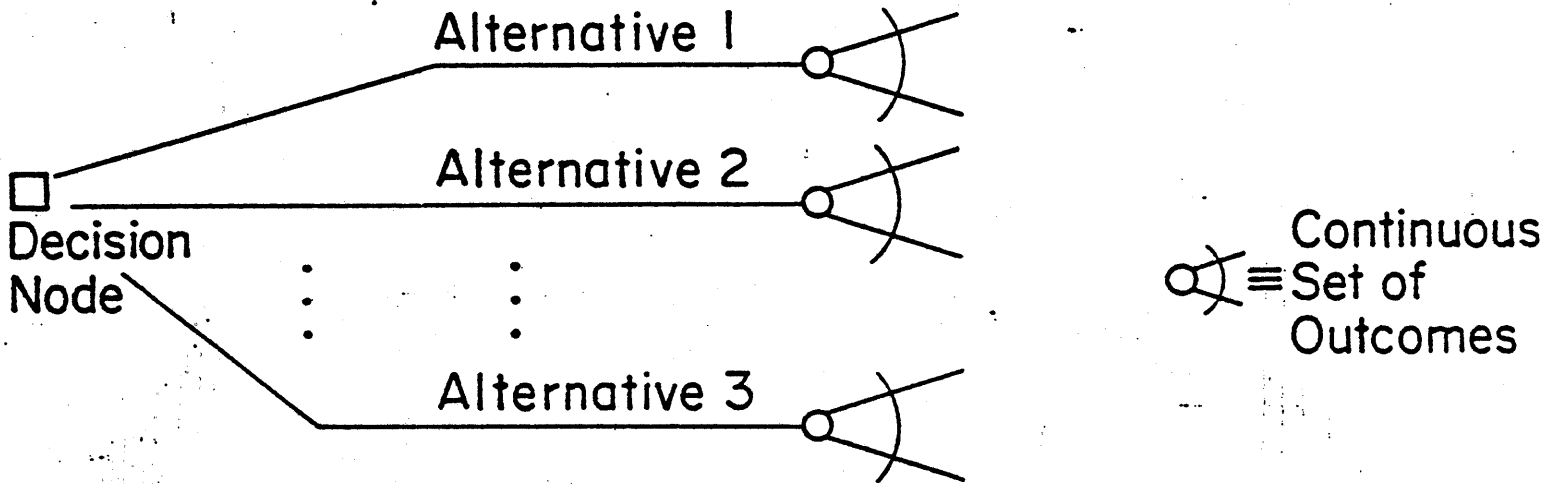 Alternative 1
Alternative 2
Decision
Node
Alternative 3
≡ Continuous
Set of
Outcomes